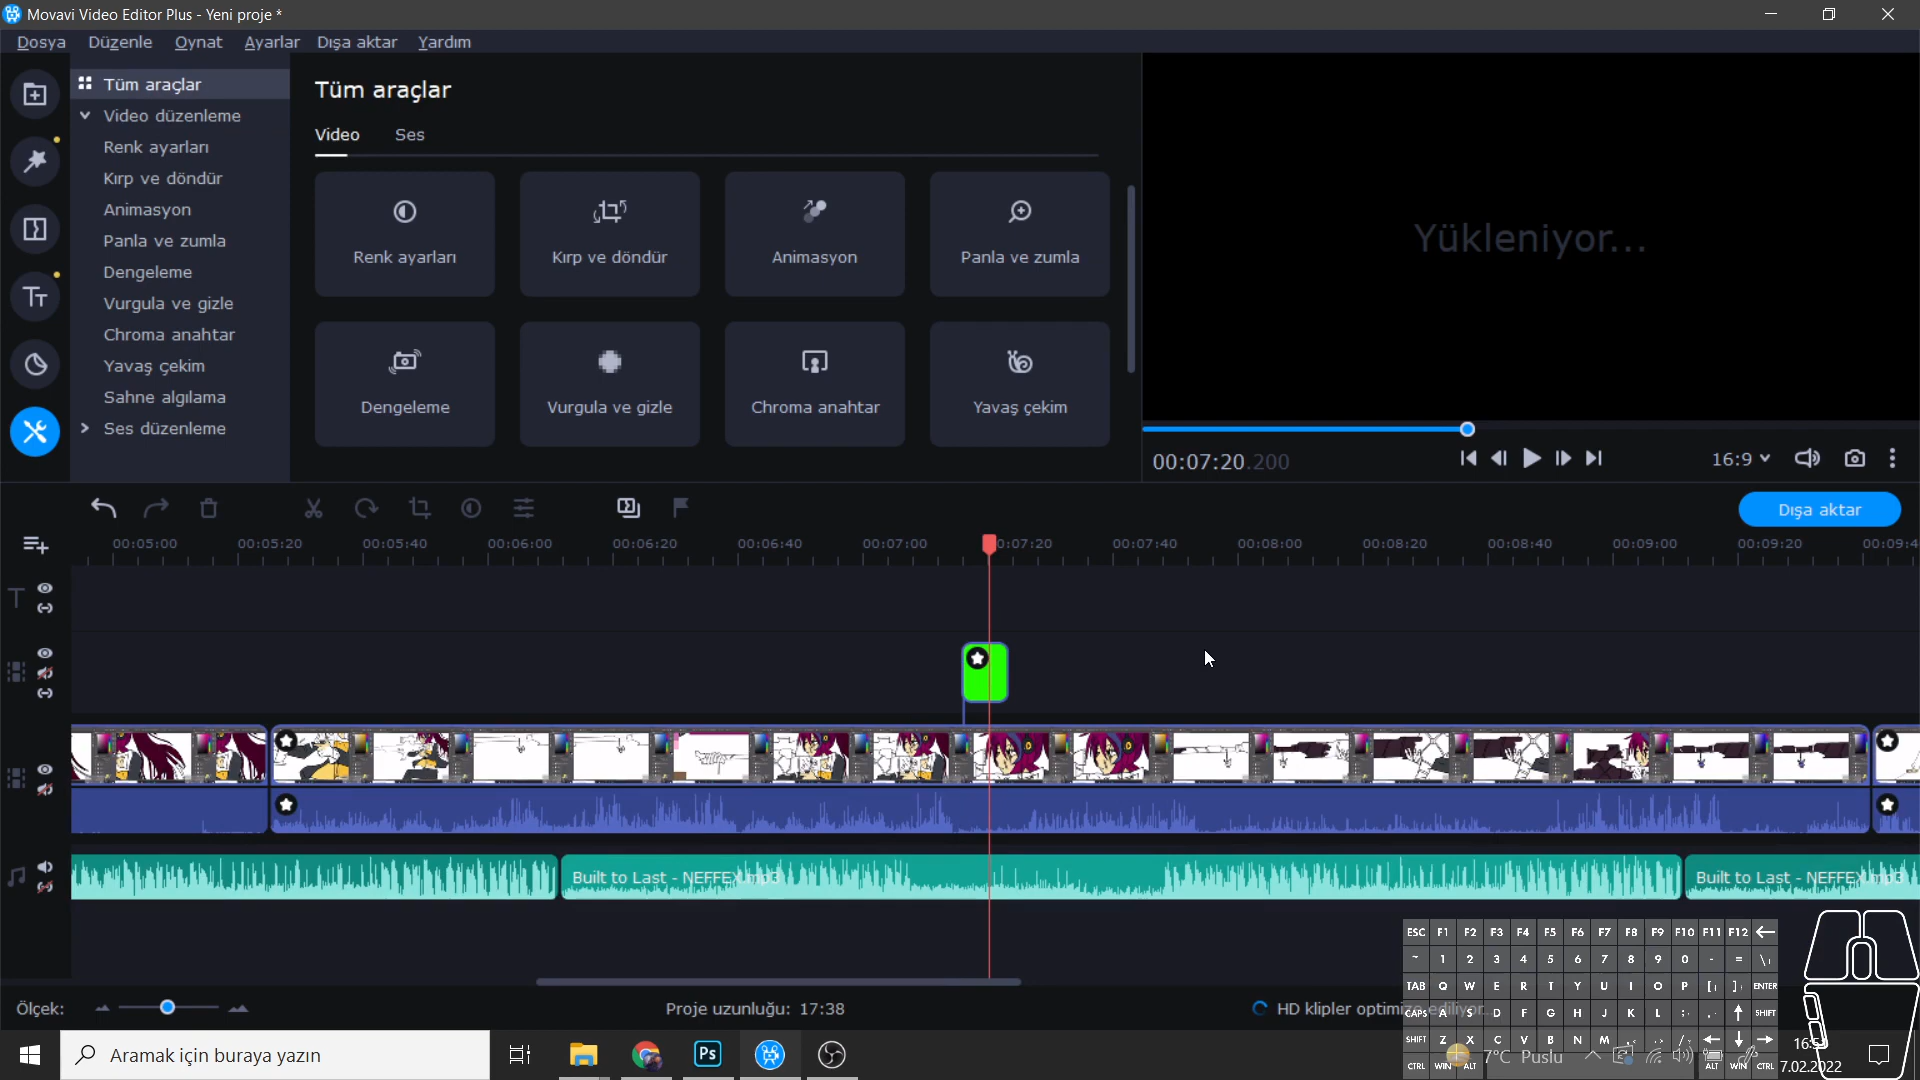 Movavi Video Editor Plus - Yeni proje *
Dosya Düzenle Oynat Ayarlar Dışa aktar Yardım
Tüm araçlar
Video düzenleme
Renk ayarları
Kırp ve döndür
Animasyon
Panla ve zumla
Dengeleme
Vurgula ve gizle
Chroma anahtar
Yavaş çekim
Sahne algılama
Ses düzenleme
Tüm araçlar
Video Ses
Renk ayarları Kırp ve döndür Animasyon Panla ve zumla
Dengeleme Vurgula ve gizle Chroma anahtar Yavaş çekim
Yükleniyor...
00:07:20.200
16:9
Dışa aktar
00:05:00 00:05:20 00:05:40 00:06:00 00:06:20 00:06:40 00:07:00 0:07:20 00:07:40 00:08:00 00:08:20 00:08:40 00:09:00 00:09:20 00:09:4
Built to Last - NEFFEX.mp3 Built to Last - NEFFEX.mp3
Ölçek:
Proje uzunluğu: 17:38
HD klipler optimize ediliyor...
ESC F1 F2 F3 F4 F5 F6 F7 F8 F9 F10 F11 F12
~ 1 2 3 4 5 6 7 8 9 0 - =
TAB Q W E R T Y U I O P [ ] ENTER
CAPS A S D F G H J K L ; SHIFT
SHIFT Z X C V B N M
CTRL WIN ALT ALT WIN CTRL
Aramak için buraya yazın
Ps
7°C Puslu
16:5
7.02.2022